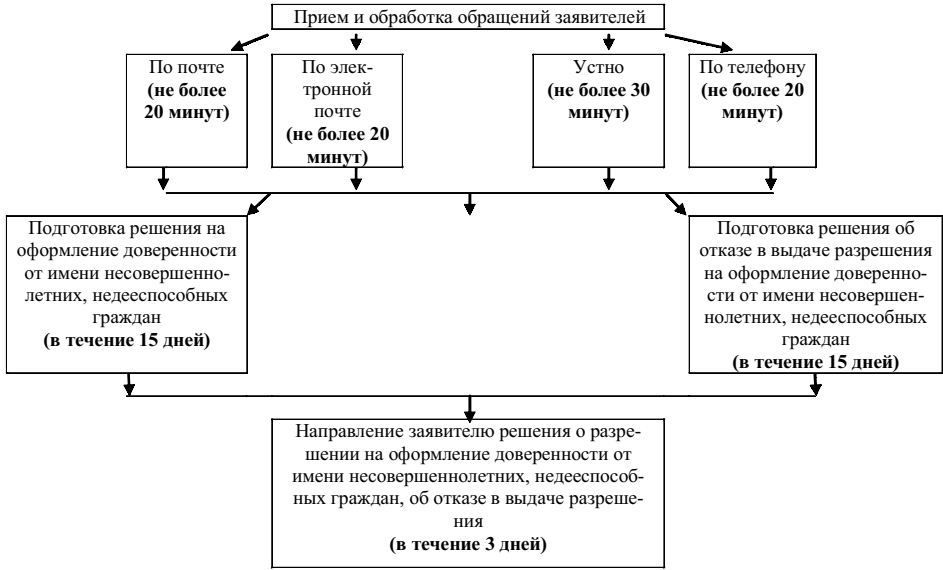 Прием и обработка обращений заявителей
По почте
(не более
20 минут)
По элек-
тронной
почте
(не более 20
минут)
Устно
(не более 30
минут)
По телефону
(не более 20
минут)
Подготовка решения на
оформление доверенности
от имени несовершенно-
летних, недееспособных
граждан
(в течение 15 дней)
Подготовка решения об
отказе в выдаче разрешения
на оформление доверенно-
сти от имени несовершен-
нолетних, недееспособных
граждан
(в течение 15 дней)
Направление заявителю решения о разре-
шении на оформление доверенности от
имени несовершеннолетних, недееспособ-
ных граждан, об отказе в выдаче разреше-
ния
(в течение 3 дней)